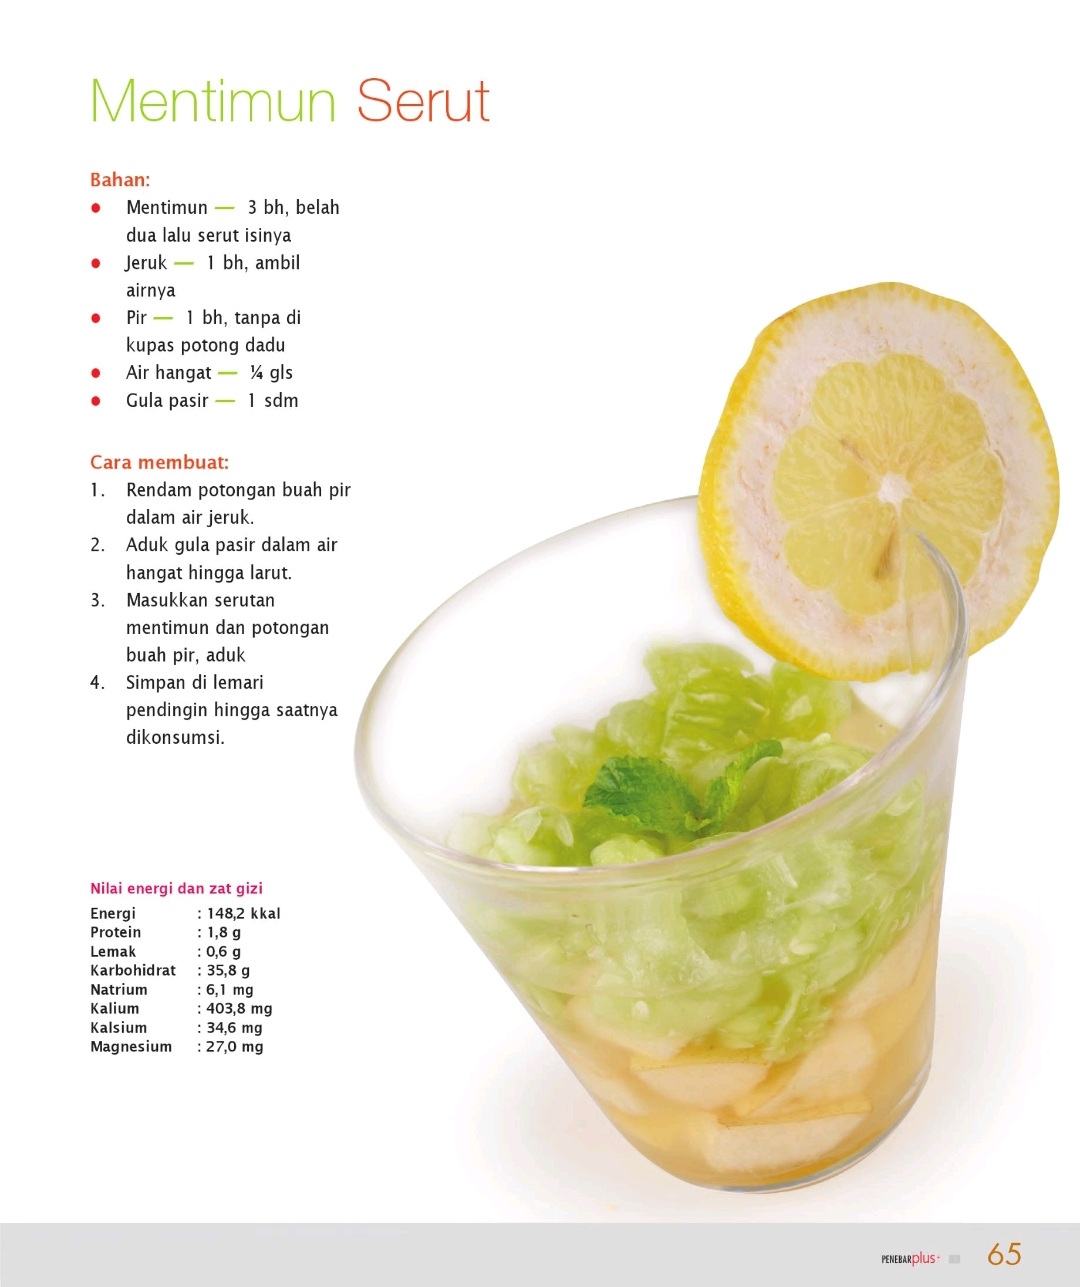 Mentimun Serut
Bahan:
● Mentimun — 3 bh, belah
dua lalu serut isinya
● Jeruk — 1 bh, ambil
airnya
● Pir — 1 bh, tanpa di
kupas potong dadu
● Air hangat — ¼ gls
● Gula pasir — 1 sdm
Cara membuat:
1. Rendam potongan buah pir
dalam air jeruk.
2. Aduk gula pasir dalam air
hangat hingga larut.
3. Masukkan serutan
mentimun dan potongan
buah pir, aduk
4. Simpan di lemari
pendingin hingga saatnya
dikonsumsi.
Nilai energi dan zat gizi
Energi : 148,2 kkal
Protein : 1,8 g
Lemak : 0,6 g
Karbohidrat : 35,8 g
Natrium : 6,1 mg
Kalium : 403,8 mg
Kalsium : 34,6 mg
Magnesium : 27,0 mg
PENEBARplus+ 65